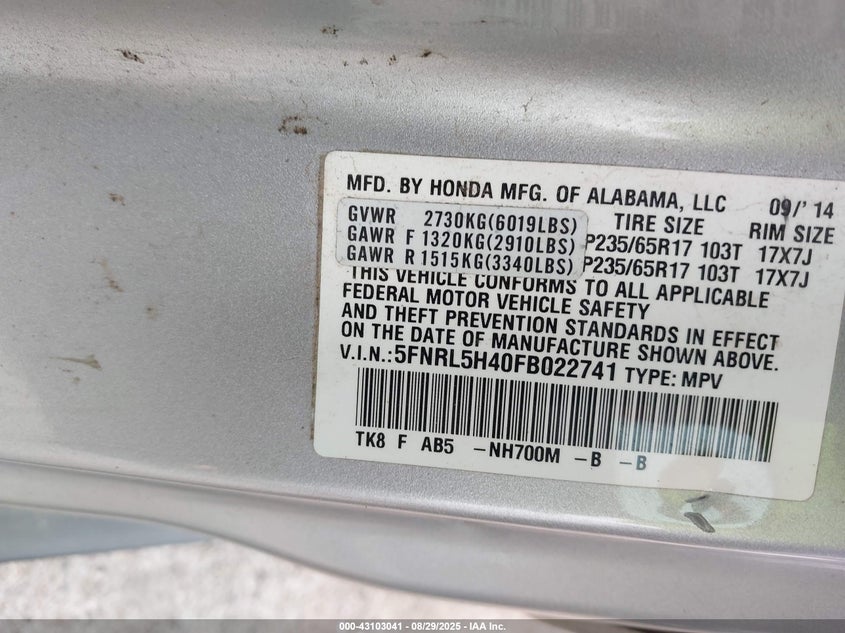 MFD. BY HONDA MFG. OF ALABAMA, LLC 09/'14
GVWR 2730KG(6019LBS) TIRE SIZE RIM SIZE
GAWR F 1320KG(2910LBS) P235/65R17 103T 17X7J
GAWR R 1515KG(3340LBS) P235/65R17 103T 17X7J
THIS VEHICLE CONFORMS TO ALL APPLICABLE
FEDERAL MOTOR VEHICLE SAFETY
AND THEFT PREVENTION STANDARDS IN EFFECT
ON THE DATE OF MANUFACTURE SHOWN ABOVE.
V.I.N.:5FNRL5H40FB022741 TYPE: MPV
TK8 F AB5 -NH700M -B -B
000-43103041 - 08/29/2025 - IAA Inc.